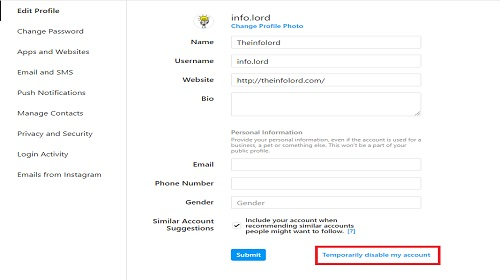 Edit Profile
Change Password
Apps and Websites
Email and SMS
Push Notifications
Manage Contacts
Privacy and Security
Login Activity
Emails from Instagram
info.lord
Change Profile Photo
Name
Theinfolord
Username
info.lord
Website
http://theinfolord.com/
Bio
Personal Information
Provide your personal information, even if the account is used for a
business, a pet or something else. This won't be a part of your
public profile.
Email
Phone Number
Gender
Gender
Similar Account
Suggestions
Include your account when
recommending similar accounts
people might want to follow. [?]
Submit
Temporarily disable my account